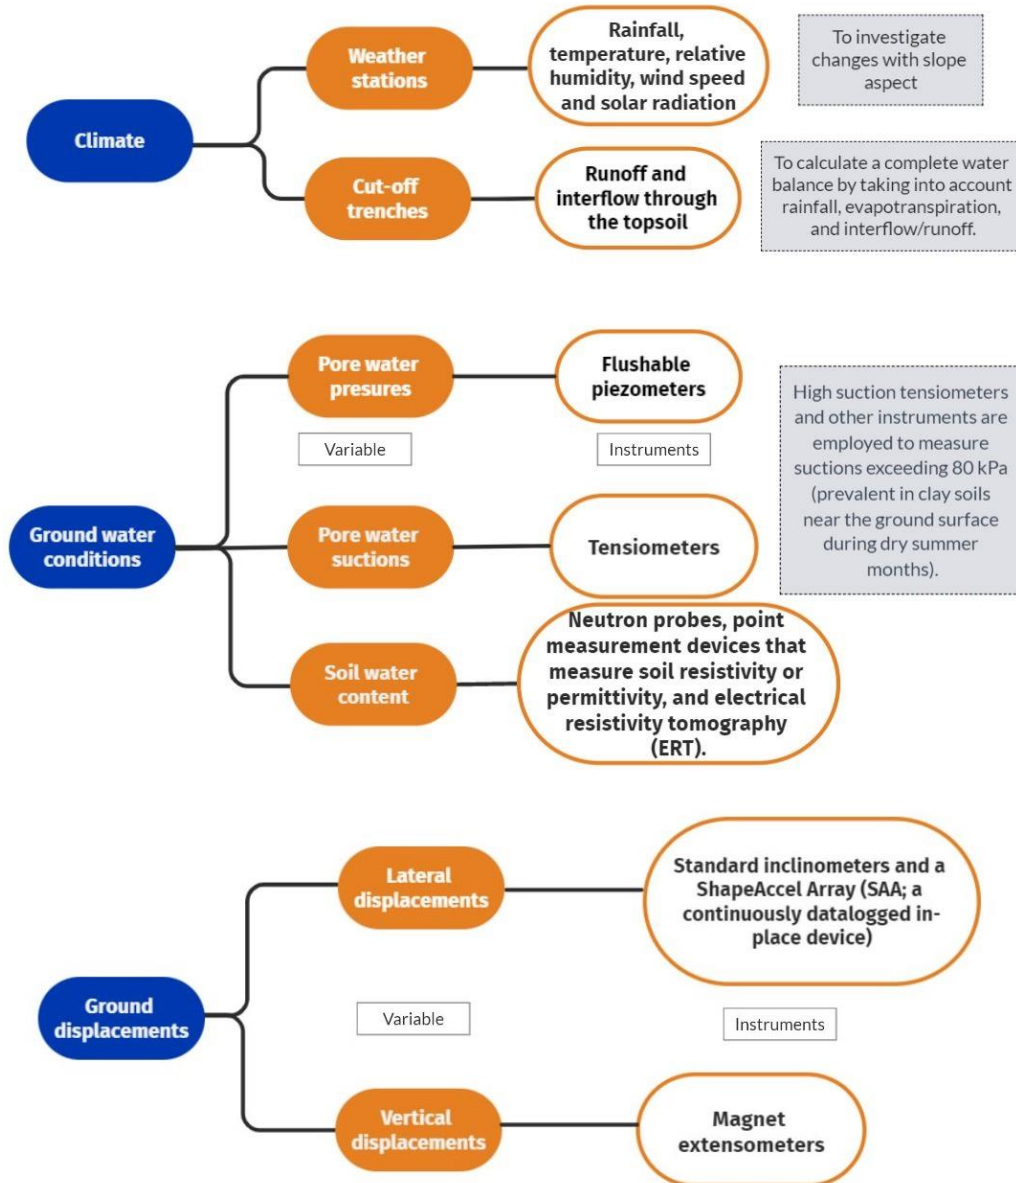 Climate
Weather
stations
Rainfall,
temperature, relative
humidity, wind speed
and solar radiation
To investigate
changes with slope
aspect
Cut-off
trenches
Runoff and
interflow through
the topsoil
To calculate a complete water
balance by taking into account
rainfall, evapotranspiration,
and interflow/runoff.
Ground water
conditions
Pore water
presures
Flushable
piezometers
Variable
Instruments
High suction tensiometers
and other instruments are
employed to measure
suctions exceeding 80 kPa
(prevalent in clay soils
near the ground surface
during dry summer
months).
Pore water
suctions
Tensiometers
Soil water
content
Neutron probes, point
measurement devices that
measure soil resistivity or
permittivity, and electrical
resistivity tomography
(ERT).
Ground
displacements
Lateral
displacements
Standard inclinometers and a
ShapeAccel Array (SAA; a
continuously datalogged in-
place device)
Variable
Instruments
Vertical
displacements
Magnet
extensometers